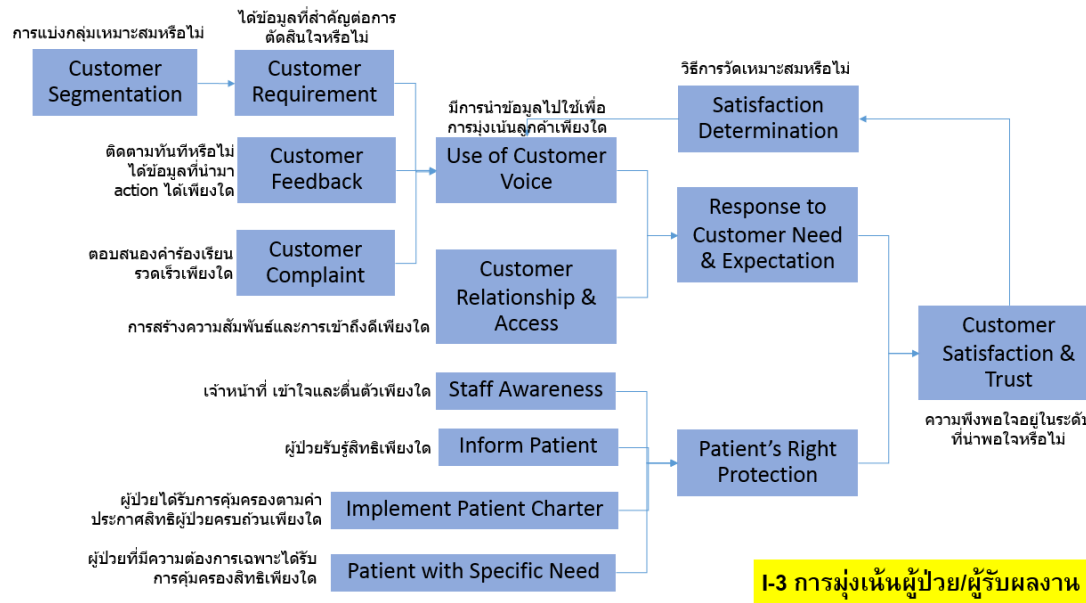 การแบ่งกลุ่มเหมาะสมหรือไม่
Customer
Segmentation
ได้ข้อมูลที่สำคัญต่อการ
ตัดสินใจหรือไม่
Customer
Requirement
ติดตามทันทีหรือไม่
ได้ข้อมูลที่นำมา
action ได้เพียงใด
Customer
Feedback
ตอบสนองคำร้องเรียน
รวดเร็วเพียงใด
Customer
Complaint
มีการนำข้อมูลไปใช้เพื่อ
การมุ่งเน้นลูกค้าเพียงใด
Use of Customer
Voice
วิธีการวัดเหมาะสมหรือไม่
Satisfaction
Determination
Response to
Customer Need
& Expectation
Customer
Relationship &
Access
การสร้างความสัมพันธ์และการเข้าถึงดีเพียงใด
Customer
Satisfaction &
Trust
ความพึงพอใจอยู่ในระดับ
ที่น่าพอใจหรือไม่
เจ้าหน้าที่ เข้าใจและตื่นตัวเพียงใด
Staff Awareness
ผู้ป่วยรับรู้สิทธิเพียงใด
Inform Patient
Patient’s Right
Protection
ผู้ป่วยได้รับการคุ้มครองตามคำ
ประกาศสิทธิผู้ป่วยครบถ้วนเพียงใด
Implement Patient Charter
ผู้ป่วยที่มีความต้องการเฉพาะได้รับ
การคุ้มครองสิทธิเพียงใด
Patient with Specific Need
I-3 การมุ่งเน้นผู้ป่วย/ผู้รับผลงาน